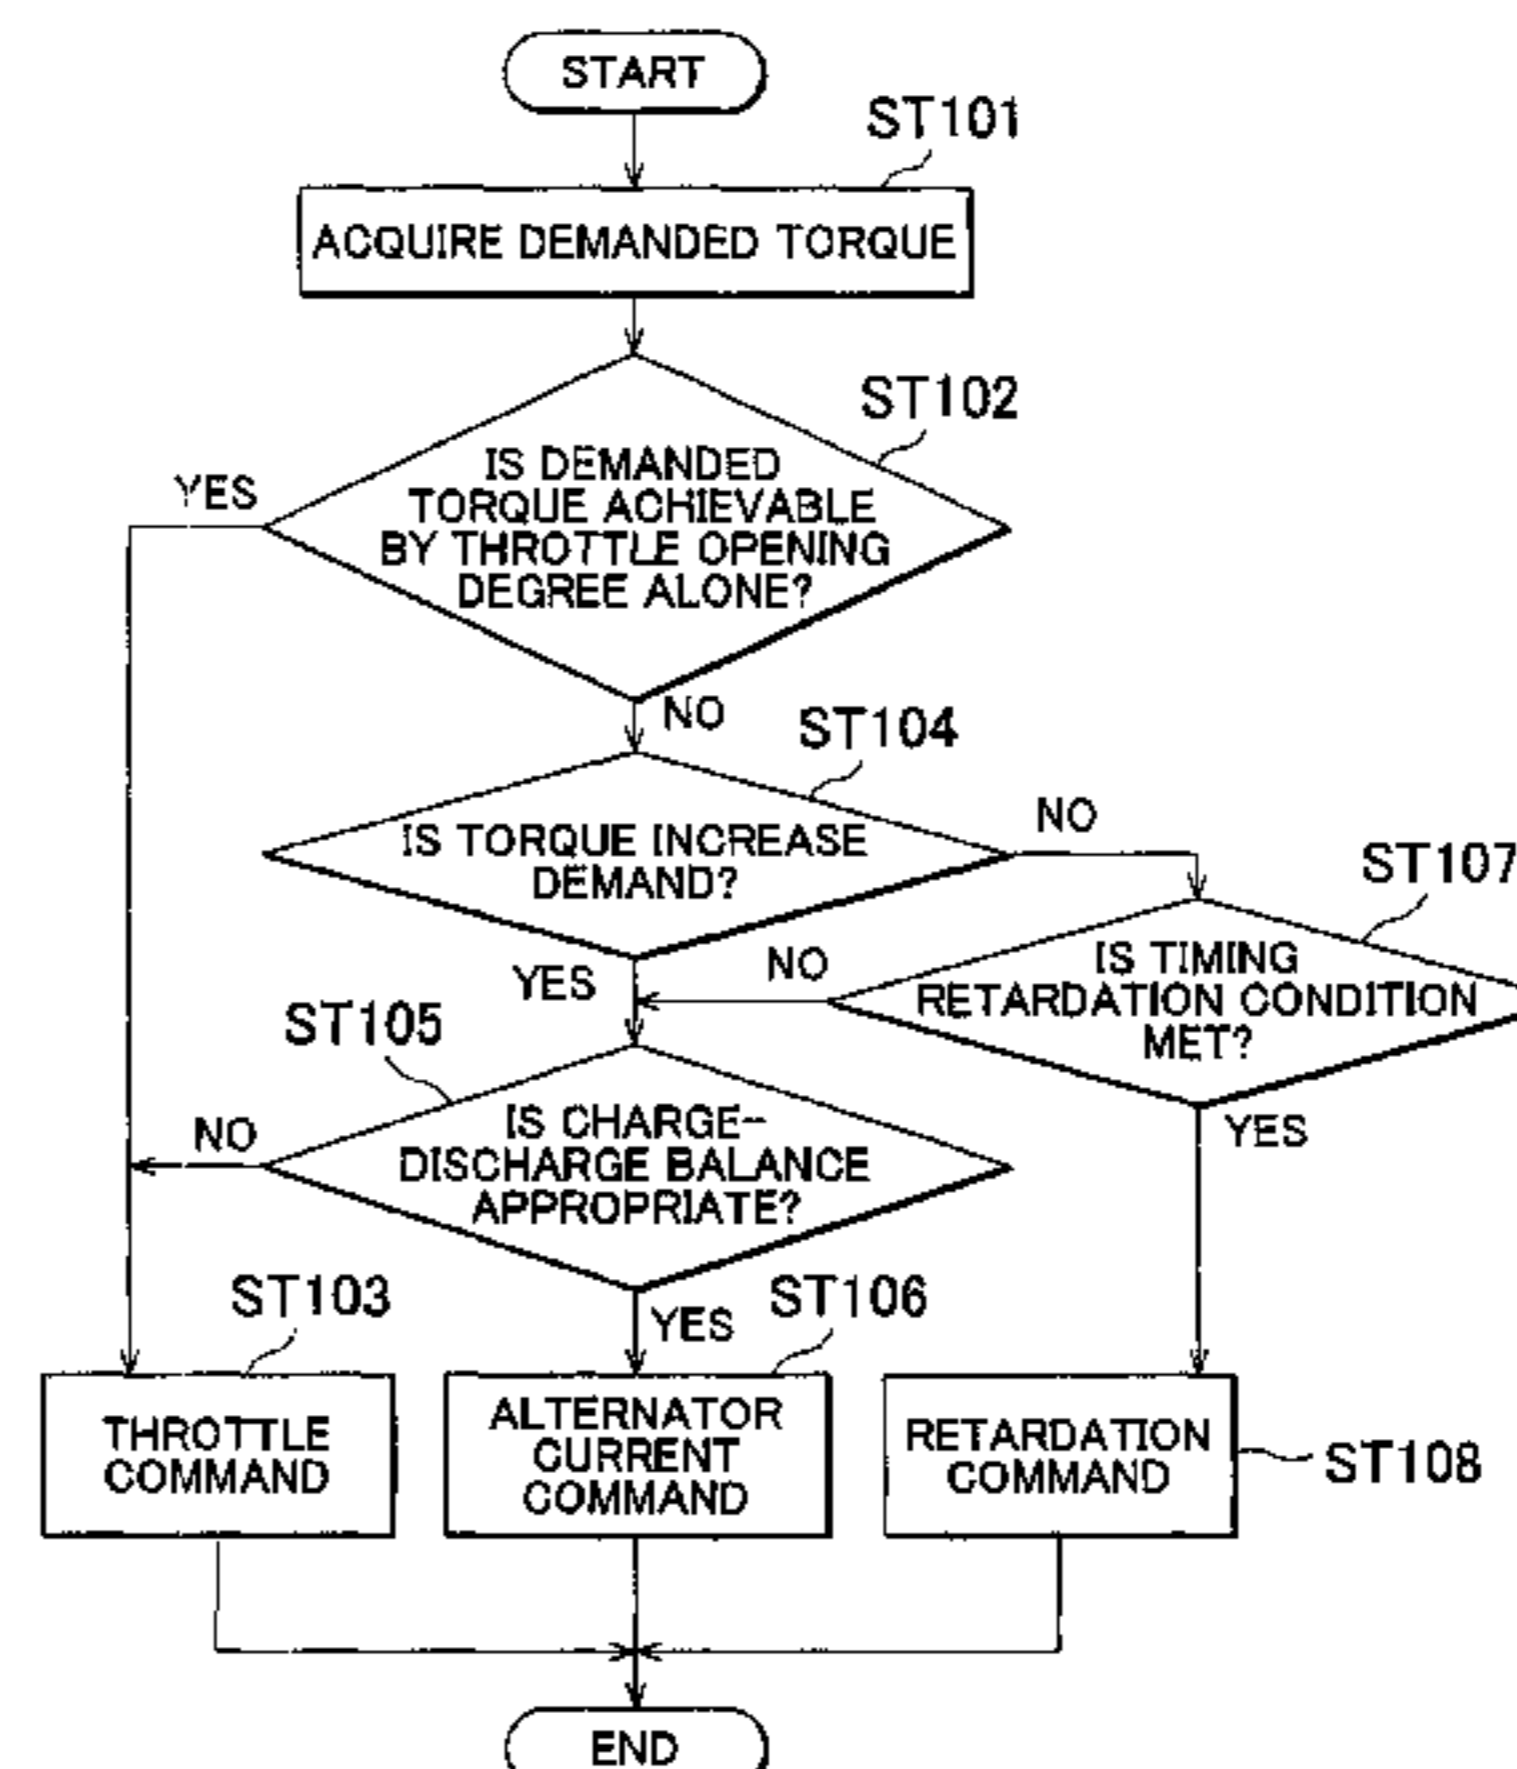 START
ST101
ACQUIRE DEMANDED TORQUE
ST102
IS DEMANDED
TORQUE ACHIEVABLE
BY THROTTLE OPENING
DEGREE ALONE?
YES
NO
ST104
IS TORQUE INCREASE
DEMAND?
NO
ST107
YES
NO
IS TIMING
RETARDATION CONDITION
MET?
ST105
YES
IS CHARGE-
DISCHARGE BALANCE
APPROPRIATE?
NO
ST103
YES
ST106
THROTTLE
COMMAND
ALTERNATOR
CURRENT
COMMAND
RETARDATION
COMMAND
ST108
END